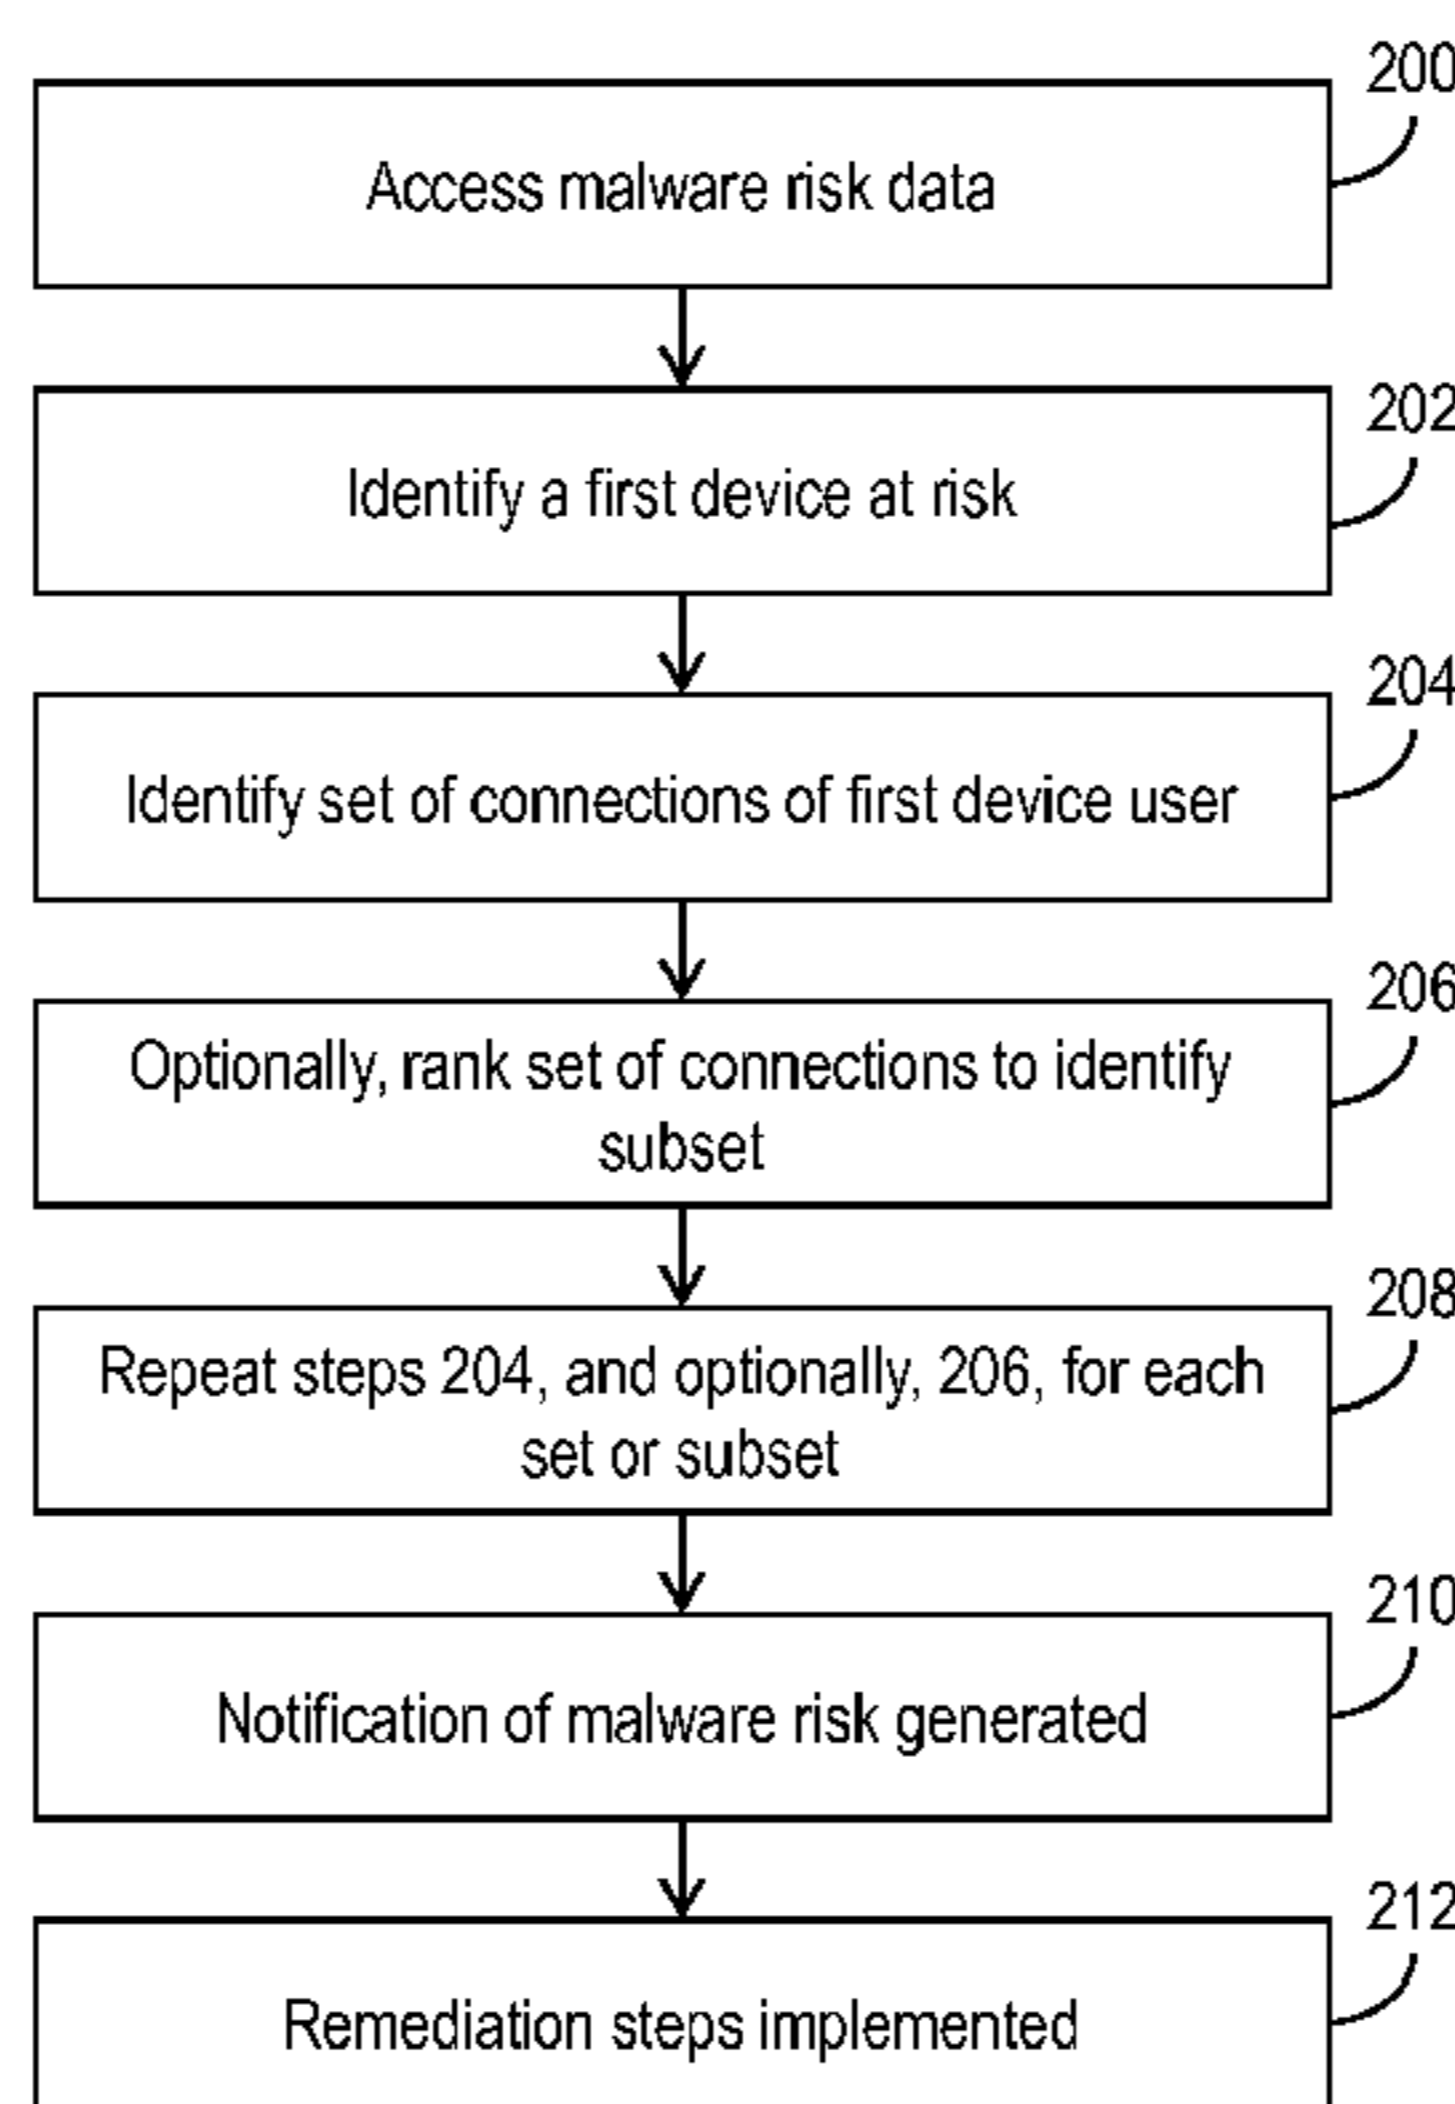 200
Access malware risk data
202
Identify a first device at risk
204
Identify set of connections of first device user
206
Optionally, rank set of connections to identify
subset
208
Repeat steps 204, and optionally, 206, for each
set or subset
210
Notification of malware risk generated
212
Remediation steps implemented